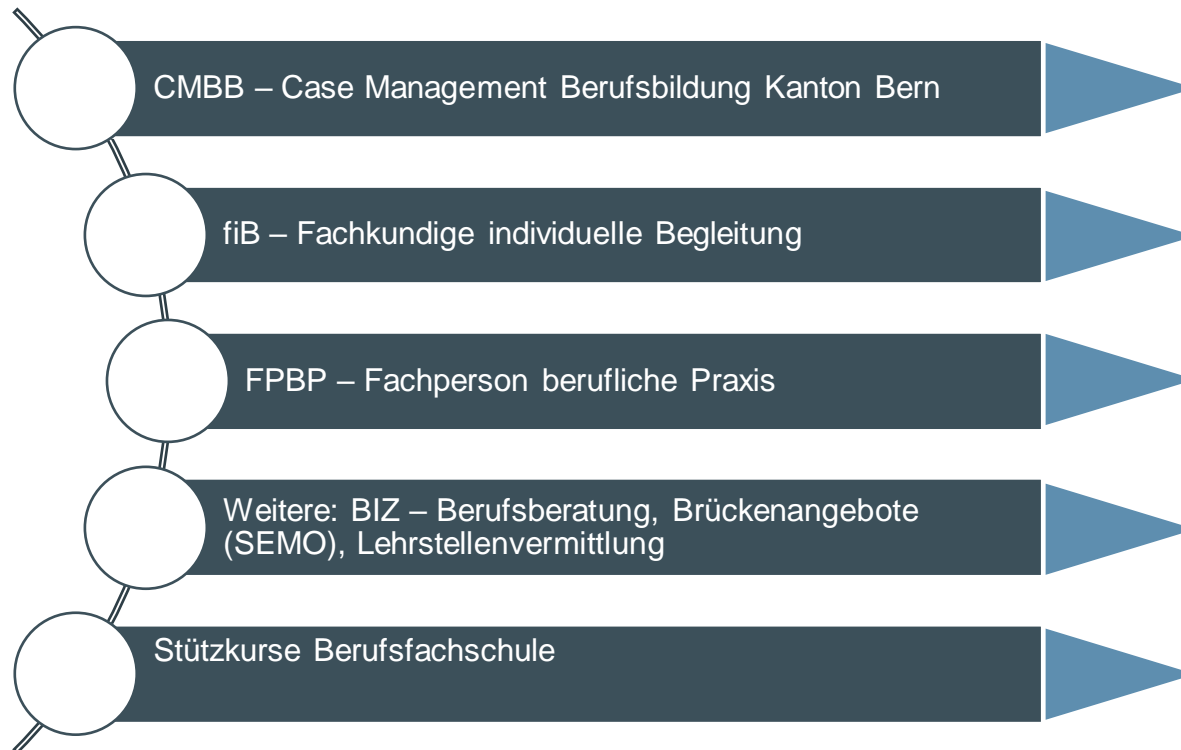 CMBB – Case Management Berufsbildung Kanton Bern
fiB – Fachkundige individuelle Begleitung
FPBP – Fachperson berufliche Praxis
Weitere: BIZ – Berufsberatung, Brückenangebote
(SEMO), Lehrstellenvermittlung
Stützkurse Berufsfachschule